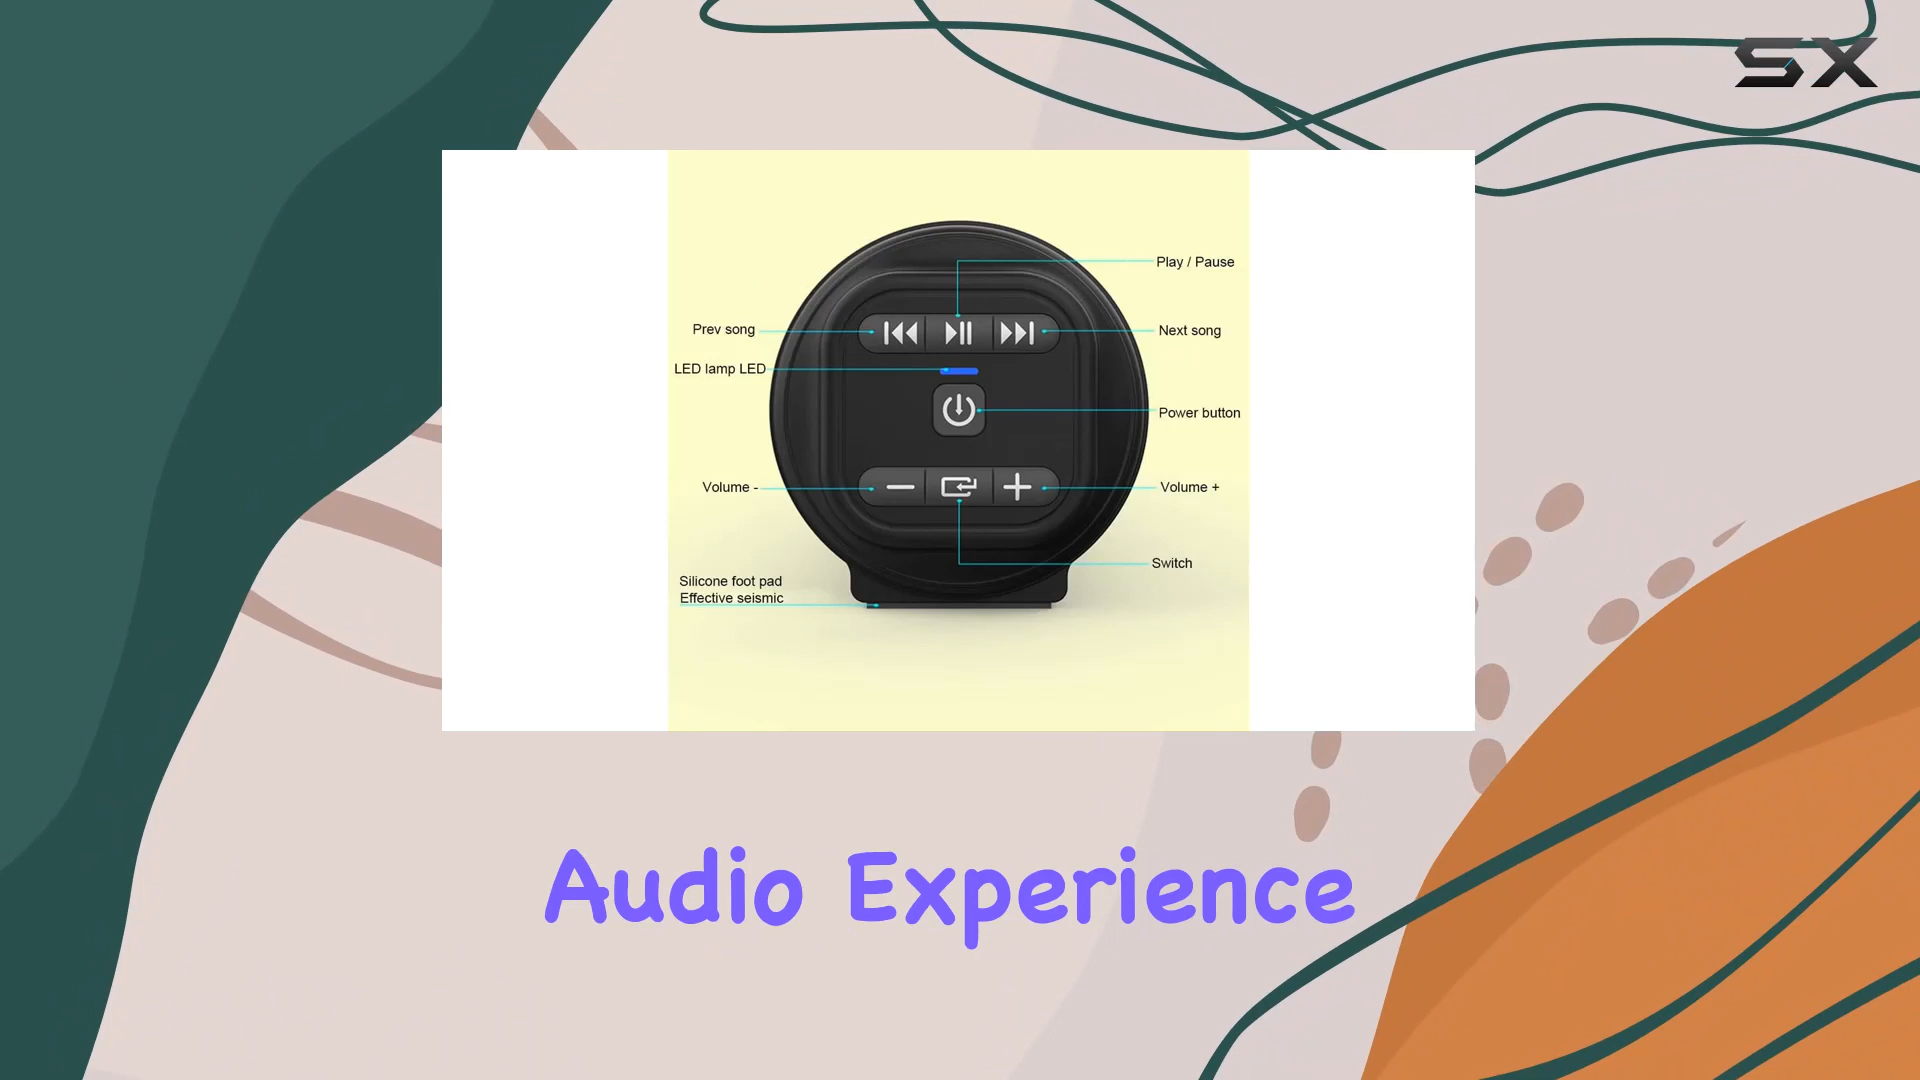 SX
Play / Pause
Prev song
Next song
LED lamp LED
Power button
Volume -
Volume +
Switch
Silicone foot pad
Effective seismic
Audio Experience